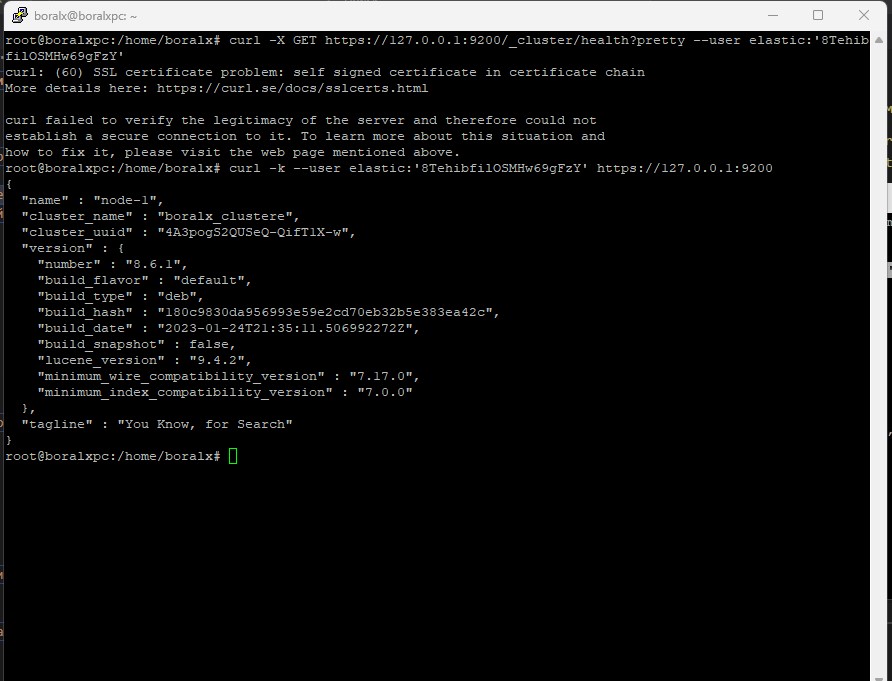 boralx@boralxpc: ~
root@boralxpc:/home/boralx# curl -X GET https://127.0.0.1:9200/_cluster/health?pretty --user elastic:'8Tehib
filOSMHw69gFzY'
curl: (60) SSL certificate problem: self signed certificate in certificate chain
More details here: https://curl.se/docs/sslcerts.html

curl failed to verify the legitimacy of the server and therefore could not
establish a secure connection to it. To learn more about this situation and
how to fix it, please visit the web page mentioned above.
root@boralxpc:/home/boralx# curl -k --user elastic:'8TehibfilOSMHw69gFzY' https://127.0.0.1:9200
{
  "name" : "node-1",
  "cluster_name" : "boralx_clustere",
  "cluster_uuid" : "4A3pogS2QUSeQ-QifT1X-w",
  "version" : {
    "number" : "8.6.1",
    "build_flavor" : "default",
    "build_type" : "deb",
    "build_hash" : "180c9830da956993e59e2cd70eb32b5e383ea42c",
    "build_date" : "2023-01-24T21:35:11.506992272Z",
    "build_snapshot" : false,
    "lucene_version" : "9.4.2",
    "minimum_wire_compatibility_version" : "7.17.0",
    "minimum_index_compatibility_version" : "7.0.0"
  },
  "tagline" : "You Know, for Search"
}
root@boralxpc:/home/boralx#